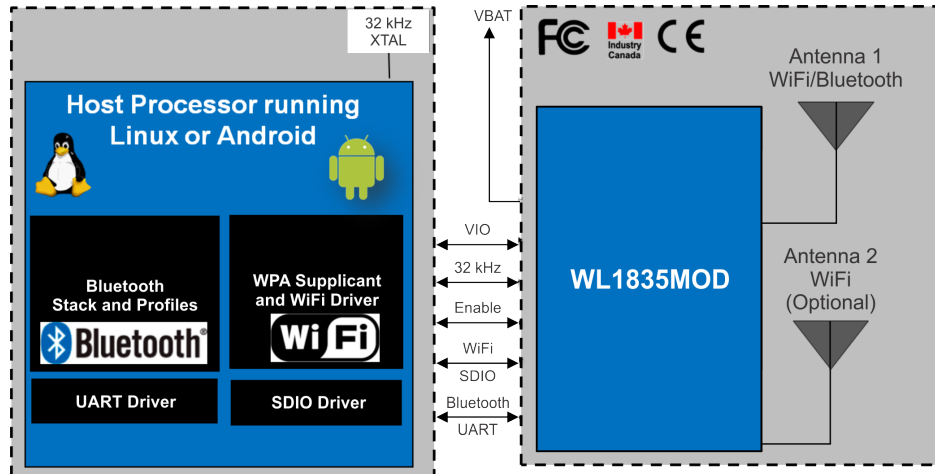 32 kHz
XTAL
Host Processor running
Linux or Android
Bluetooth
Stack and Profiles
Bluetooth®
WPA Supplicant
and WiFi Driver
Wi Fi
UART Driver
SDIO Driver
VBAT
VIO
32 kHz
Enable
WiFi
SDIO
Bluetooth
UART
FC
Industry
Canada
CE
WL1835MOD
Antenna 1
WiFi/Bluetooth
Antenna 2
WiFi
(Optional)